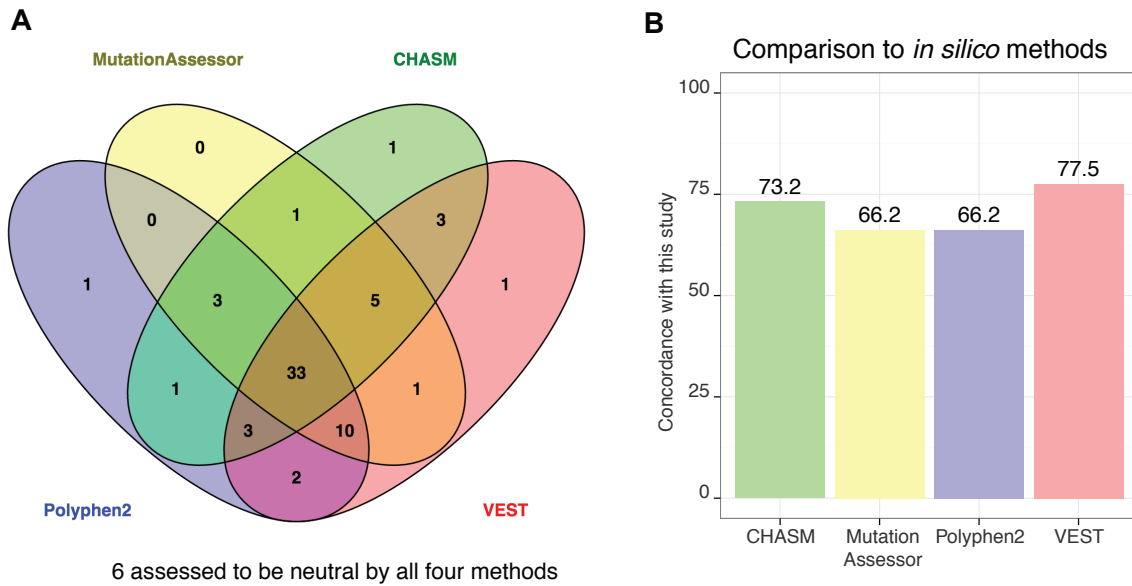 A
MutationAssessor
CHASM
0
1
0
1
3
1
3
5
1
33
1
1
3
10
2
Polyphen2
VEST
6 assessed to be neutral by all four methods
B
Comparison to in silico methods
Concordance with this study
100
75
50
25
0
73.2
66.2
66.2
77.5
CHASM
Mutation
Assessor
Polyphen2
VEST